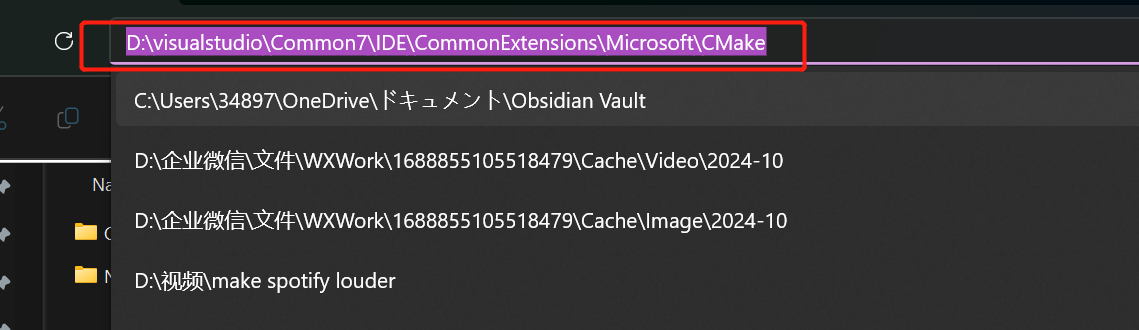 D:\visualstudio\Common7\IDE\CommonExtensions\Microsoft\CMake
C:\Users\34897\OneDrive\ドキュメント\Obsidian Vault
D:\企业微信\文件\WXWork\1688855105518479\Cache\Video\2024-10
D:\企业微信\文件\WXWork\1688855105518479\Cache\Image\2024-10
D:\视频\make spotify louder